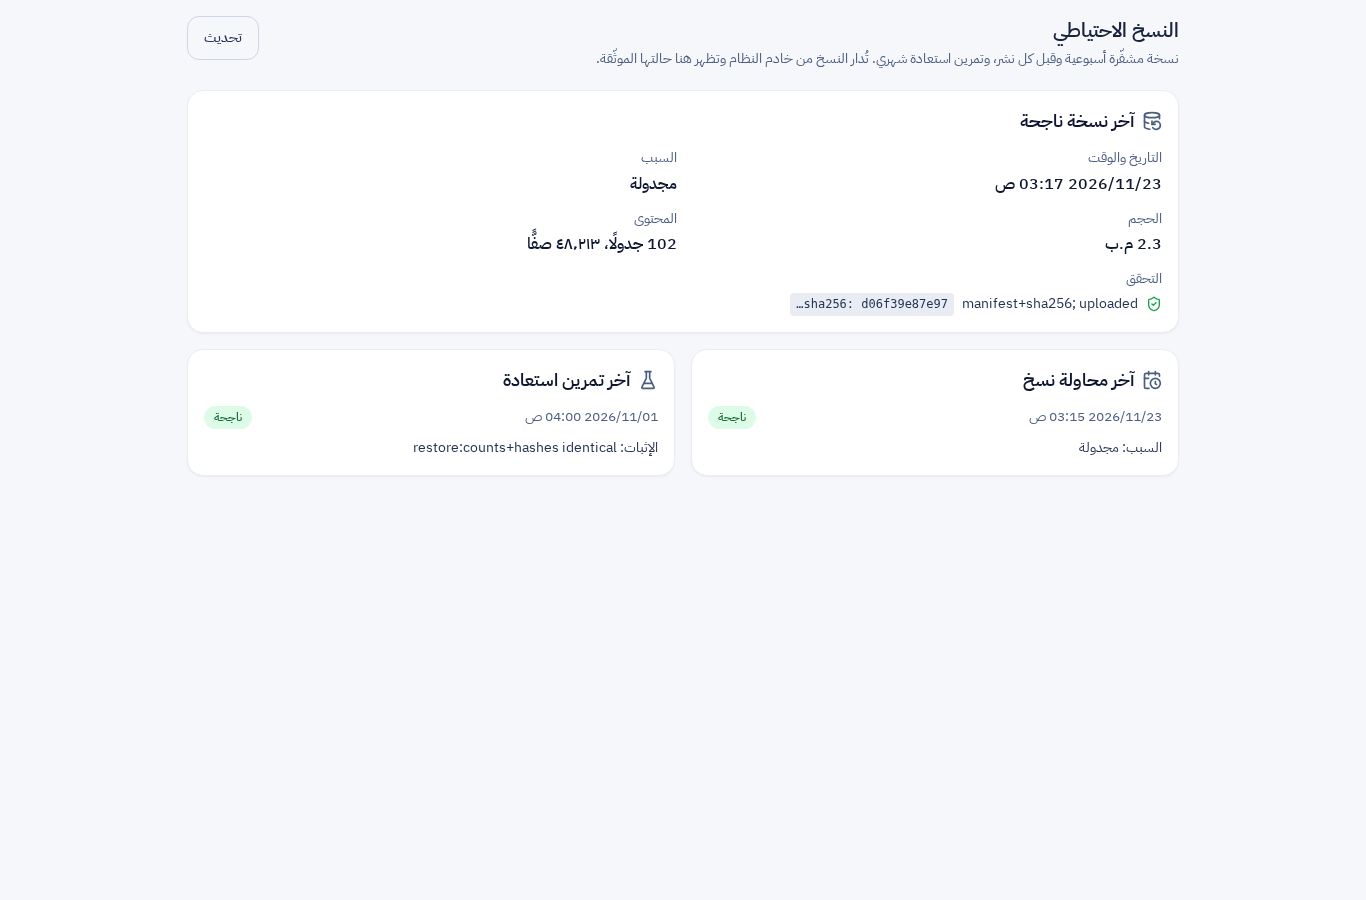 النسخ الاحتياطي
تحديث
نسخة مشفّرة أسبوعية وقبل كل نشر، وتمرين استعادة شهري. تُدار النسخ من خادم النظام وتظهر هنا حالتها الموثّقة.
آخر نسخة ناجحة
التاريخ والوقت
2026/11/23 03:17 ص
السبب
مجدولة
الحجم
2.3 م.ب
المحتوى
102 جدولًا، ٤٨٬٢١٣ صفًّا
التحقق
manifest+sha256; uploaded
sha256: d06f39e87e97…
آخر محاولة نسخ
2026/11/23 03:15 ص
ناجحة
السبب: مجدولة
آخر تمرين استعادة
2026/11/01 04:00 ص
ناجحة
الإثبات: restore:counts+hashes identical